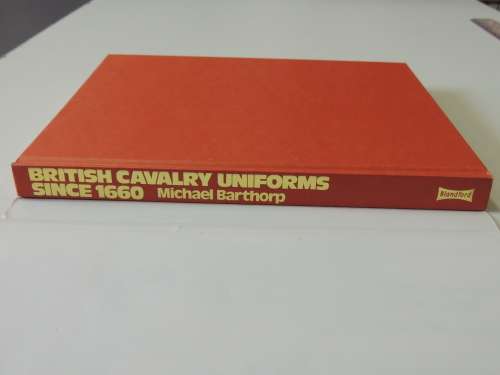 BRITISH CAVALRY UNIFORMS
SINCE 1660 Michael Barthorp
Blandford